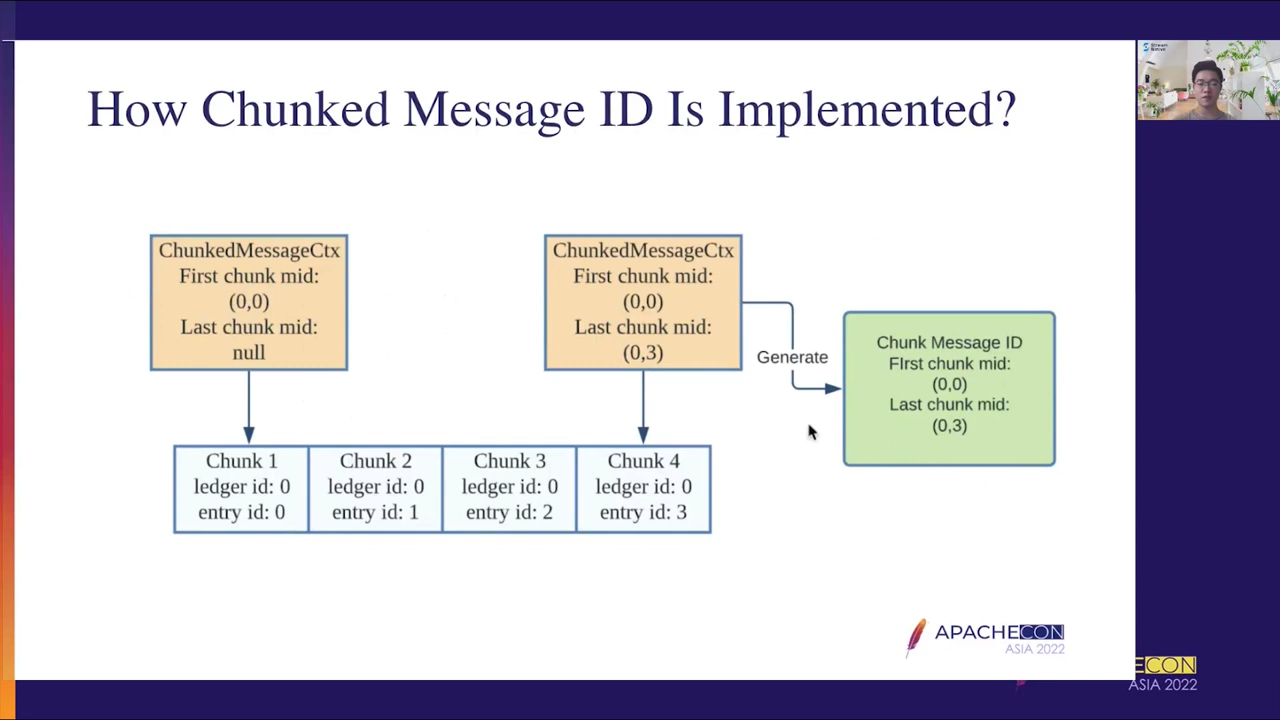 How Chunked Message ID Is Implemented?
Stream
Native
ChunkedMessageCtx
First chunk mid:
(0,0)
Last chunk mid:
null
ChunkedMessageCtx
First chunk mid:
(0,0)
Last chunk mid:
(0,3)
Generate
Chunk Message ID
FIrst chunk mid:
(0,0)
Last chunk mid:
(0,3)
Chunk 1
ledger id: 0
entry id: 0
Chunk 2
ledger id: 0
entry id: 1
Chunk 3
ledger id: 0
entry id: 2
Chunk 4
ledger id: 0
entry id: 3
APACHECON
ASIA 2022
ECON
ASIA 2022